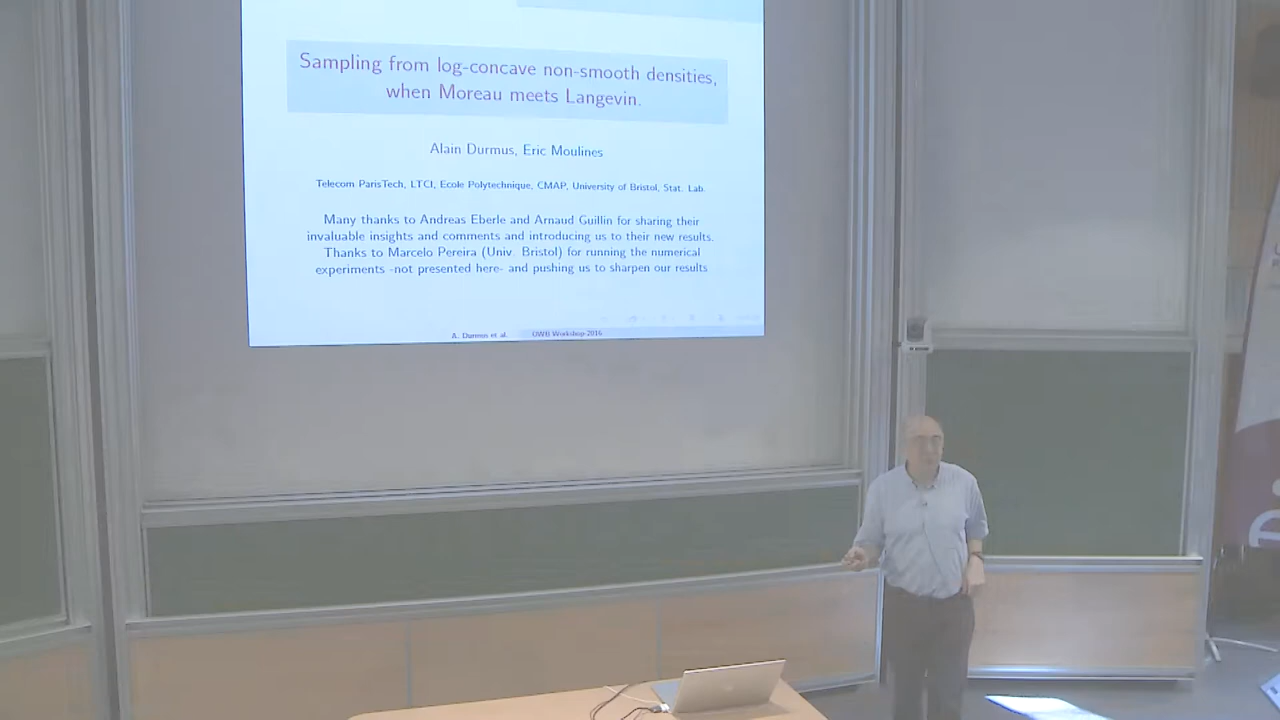 Sampling from log-concave non-smooth densities,
when Moreau meets Langevin.
Alain Durmus, Eric Moulines
Telecom ParisTech, LTCI, Ecole Polytechnique, CMAP, University of Bristol, Stat. Lab.
Many thanks to Andreas Eberle and Arnaud Guillin for sharing their
invaluable insights and comments and introducing us to their new results.
Thanks to Marcelo Pereira (Univ. Bristol) for running the numerical
experiments -not presented here- and pushing us to sharpen our results
A. Durmus et al. OWB Workshop-2016